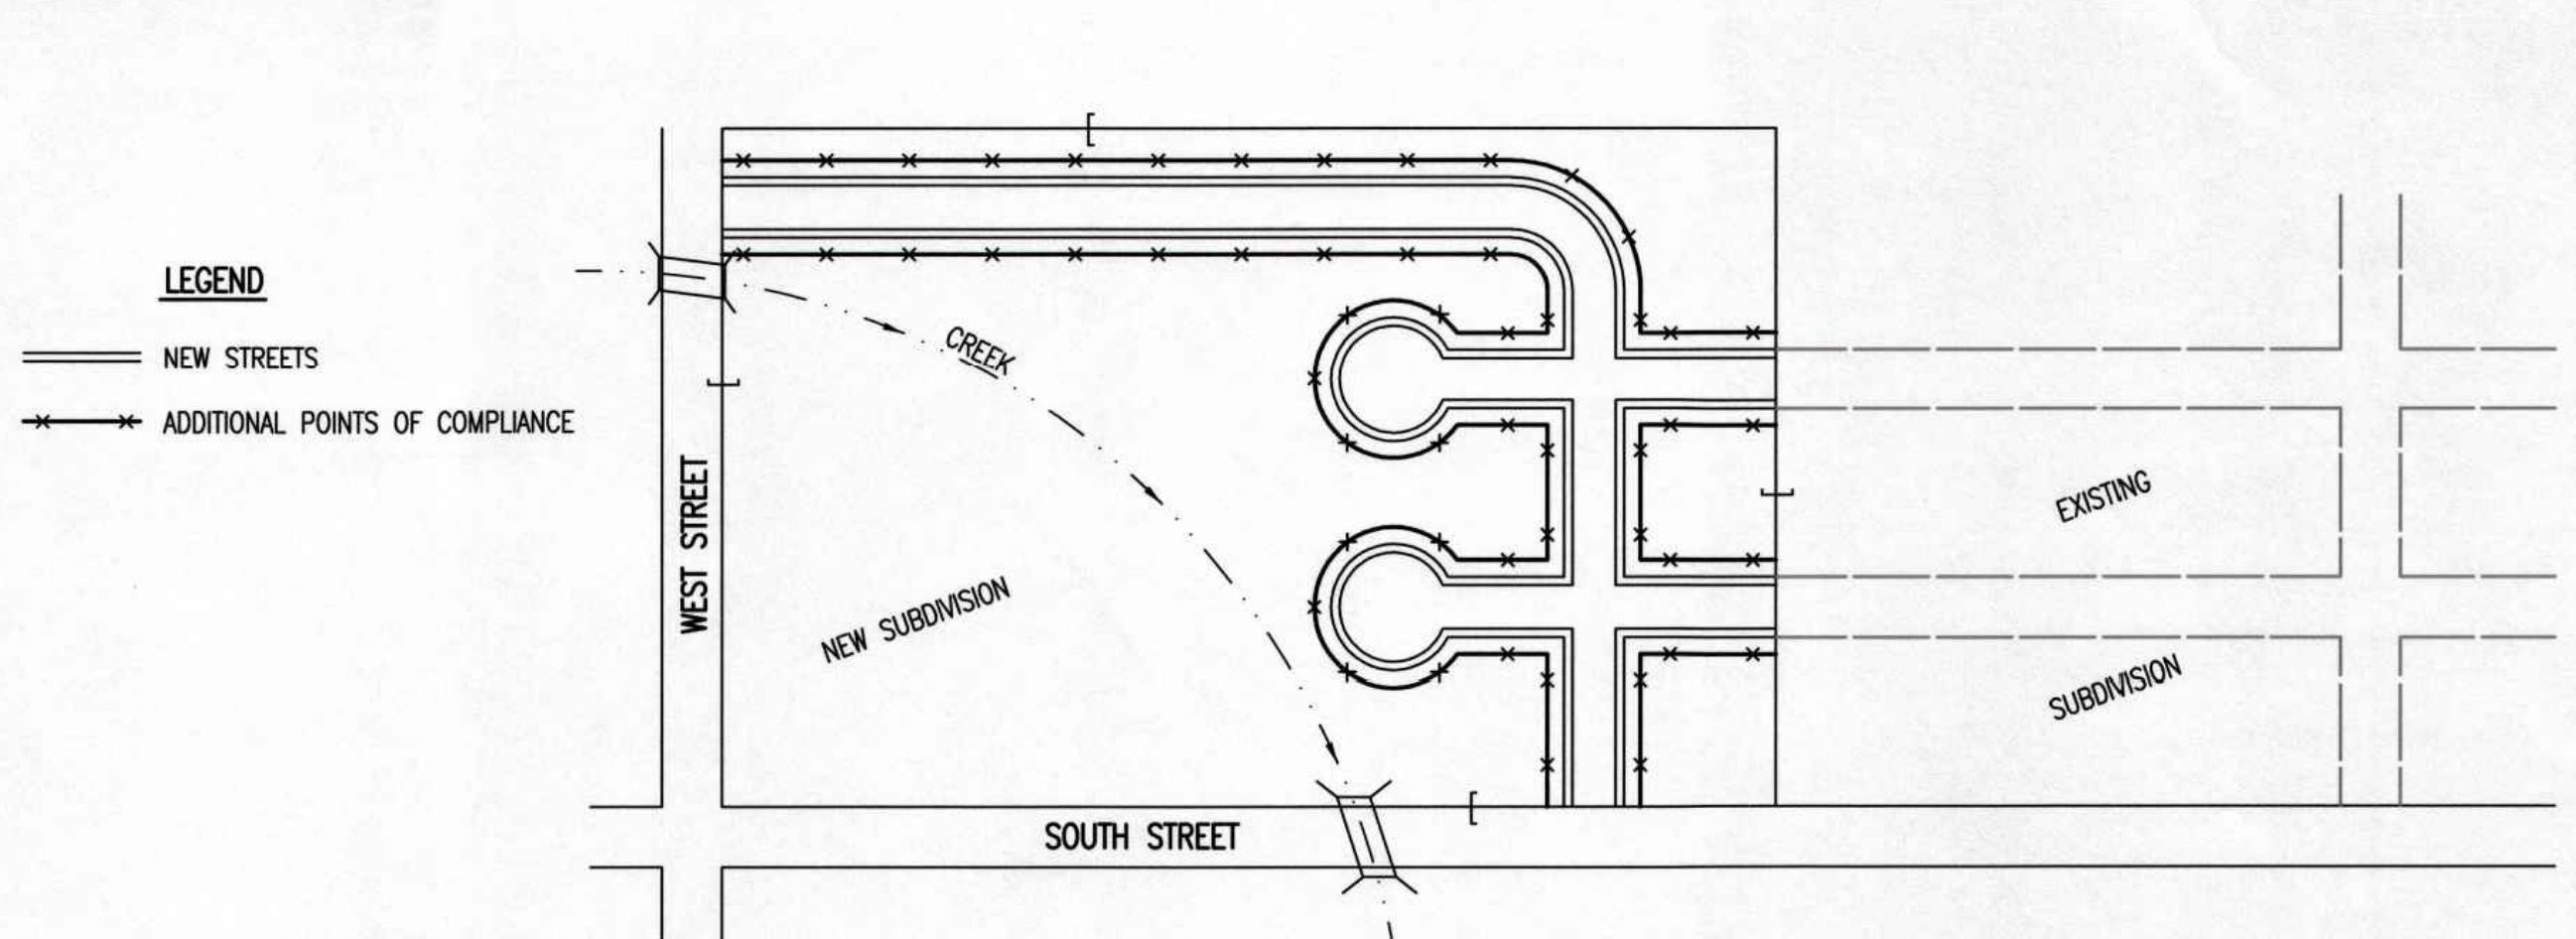 LEGEND
NEW STREETS
ADDITIONAL POINTS OF COMPLIANCE
CREEK
WEST STREET
NEW SUBDIVISION
EXISTING
SUBDIVISION
SOUTH STREET